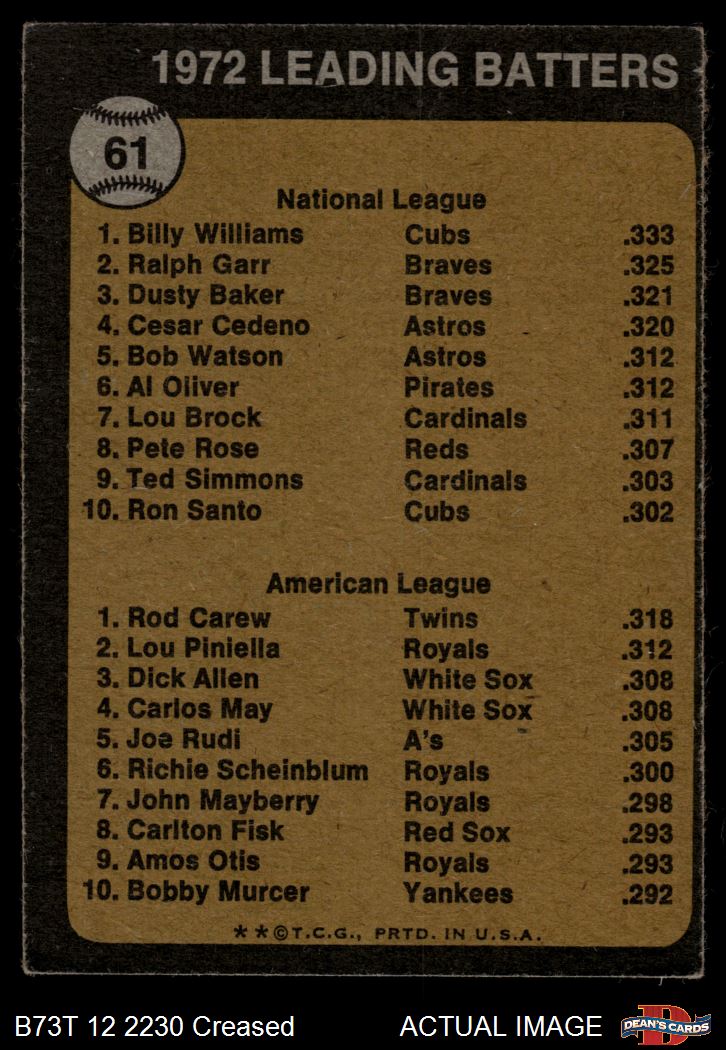 1972 LEADING BATTERS
61
National League
1. Billy Williams Cubs .333
2. Ralph Garr Braves .325
3. Dusty Baker Braves .321
4. Cesar Cedeno Astros .320
5. Bob Watson Astros .312
6. Al Oliver Pirates .312
7. Lou Brock Cardinals .311
8. Pete Rose Reds .307
9. Ted Simmons Cardinals .303
10. Ron Santo Cubs .302
American League
1. Rod Carew Twins .318
2. Lou Piniella Royals .312
3. Dick Allen White Sox .308
4. Carlos May White Sox .308
5. Joe Rudi A's .305
6. Richie Scheinblum Royals .300
7. John Mayberry Royals .298
8. Carlton Fisk Red Sox .293
9. Amos Otis Royals .293
10. Bobby Murcer Yankees .292
**©T.C.G., PRTD. IN U.S.A.
B73T 12 2230 Creased ACTUAL IMAGE
D
DEAN'S CARDS